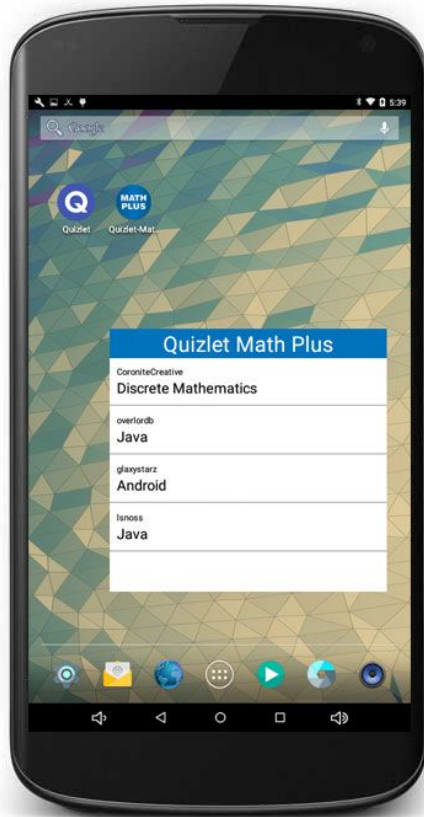 5:39
Google
Q
MATH
PLUS
Quizlet
Quizlet-Mat
Quizlet Math Plus
CoroniteCreative
Discrete Mathematics
overlordb
Java
glaxystarz
Android
lsnoss
Java